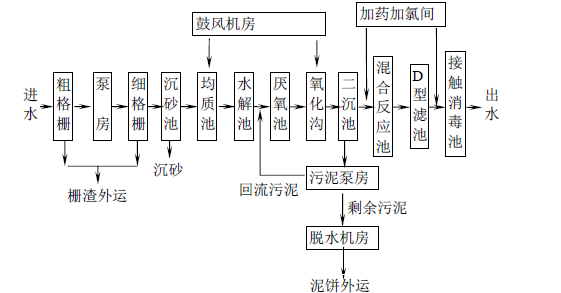 鼓风机房
加药加氯间
进水
粗格栅
泵房
细格栅
沉砂池
均质池
水解池
厌氧池
氧化沟
二沉池
混合反应池
D型滤池
接触消毒池
出水
沉砂
栅渣外运
回流污泥
污泥泵房
剩余污泥
脱水机房
泥饼外运